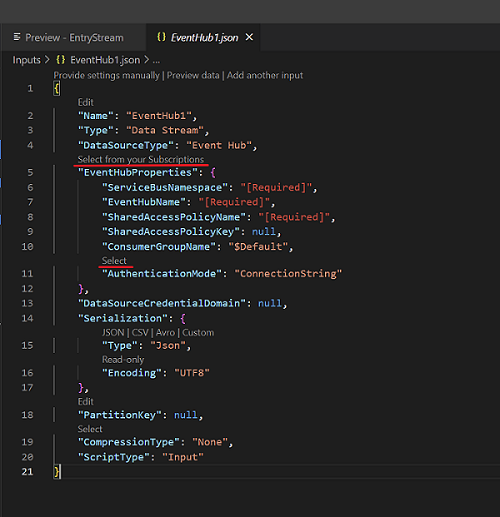 Preview - EntryStream
{} EventHub1.json ×
Inputs > {} EventHub1.json > ...
Provide settings manually | Preview data | Add another input
1 {
Edit
2 "Name": "EventHub1",
3 "Type": "Data Stream",
4 "DataSourceType": "Event Hub",
Select from your Subscriptions
5 "EventHubProperties": {
6 "ServiceBusNamespace": "[Required]",
7 "EventHubName": "[Required]",
8 "SharedAccessPolicyName": "[Required]",
9 "SharedAccessPolicyKey": null,
10 "ConsumerGroupName": "$Default",
Select
11 "AuthenticationMode": "ConnectionString"
12 },
13 "DataSourceCredentialDomain": null,
14 "Serialization": {
JSON | CSV | Avro | Custom
15 "Type": "Json",
Read-only
16 "Encoding": "UTF8"
17 },
Edit
18 "PartitionKey": null,
Select
19 "CompressionType": "None",
20 "ScriptType": "Input"
21 }